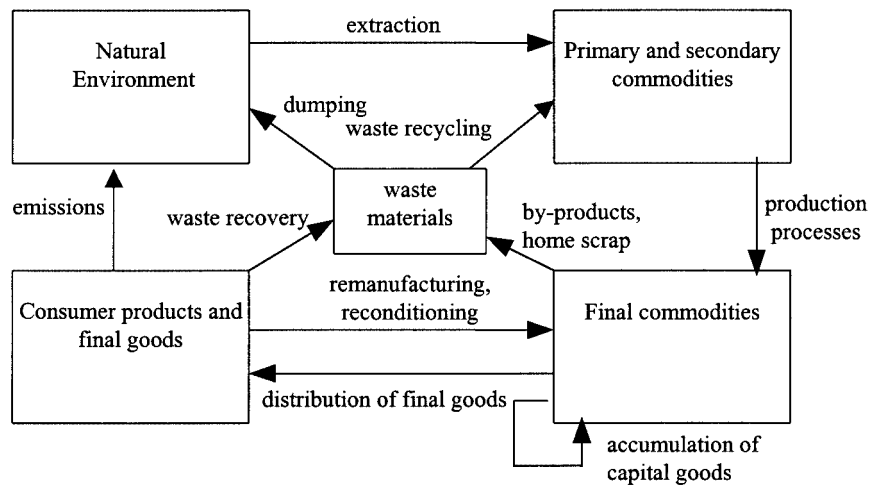 extraction
Natural
Environment
Primary and secondary
commodities
dumping
waste recycling
waste
materials
emissions
waste recovery
by-products,
home scrap
production
processes
remanufacturing,
reconditioning
Consumer products and
final goods
Final commodities
distribution of final goods
accumulation of
capital goods